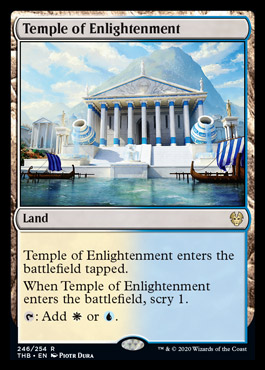 Temple of Enlightenment
Land
Temple of Enlightenment enters the
battlefield tapped.
When Temple of Enlightenment
enters the battlefield, scry 1.
: Add or .
246/254 R
THB • EN Piotr Dura
™ & © 2020 Wizards of the Coast